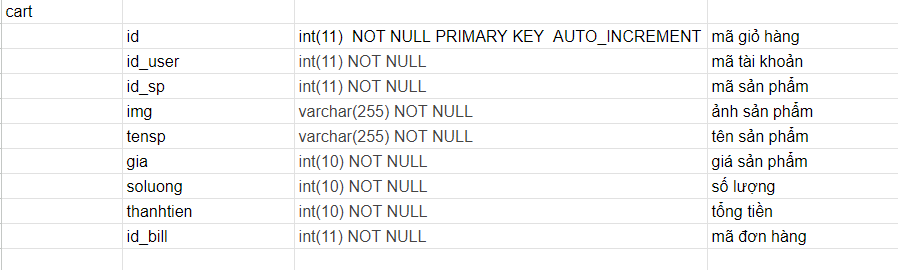 cart
id int(11) NOT NULL PRIMARY KEY AUTO_INCREMENT mã giỏ hàng
id_user int(11) NOT NULL mã tài khoản
id_sp int(11) NOT NULL mã sản phẩm
img varchar(255) NOT NULL ảnh sản phẩm
tensp varchar(255) NOT NULL tên sản phẩm
gia int(10) NOT NULL giá sản phẩm
soluong int(10) NOT NULL số lượng
thanhtien int(10) NOT NULL tổng tiền
id_bill int(11) NOT NULL mã đơn hàng